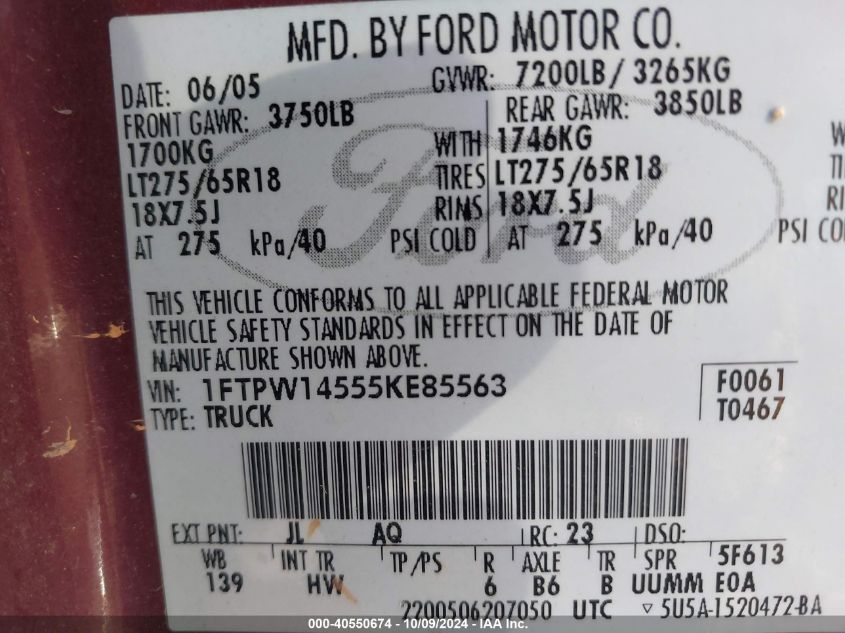 MFD. BY FORD MOTOR CO.
DATE: 06/05 GVWR: 7200LB / 3265KG
FRONT GAWR: 3750LB REAR GAWR: 3850LB
1700KG WITH 1746KG
LT275/65R18 TIRES LT275/65R18
18X7.5J RIMS 18X7.5J
AT 275 kPa/40 PSI COLD AT 275 kPa/40 PSI CO
Ford
THIS VEHICLE CONFORMS TO ALL APPLICABLE FEDERAL MOTOR
VEHICLE SAFETY STANDARDS IN EFFECT ON THE DATE OF
MANUFACTURE SHOWN ABOVE.
VIN: 1FTPW14555KE85563 F0061
TYPE: TRUCK T0467
EXT PNT: JL AQ RC: 23 DSO:
WB INT TR TP/PS R AXLE TR SPR 5F613
139 HW 6 B6 B UUMM EOA
2200506207050 UTC ▿ 5U5A-1520472-BA
000-40550674 - 10/09/2024 - IAA Inc.